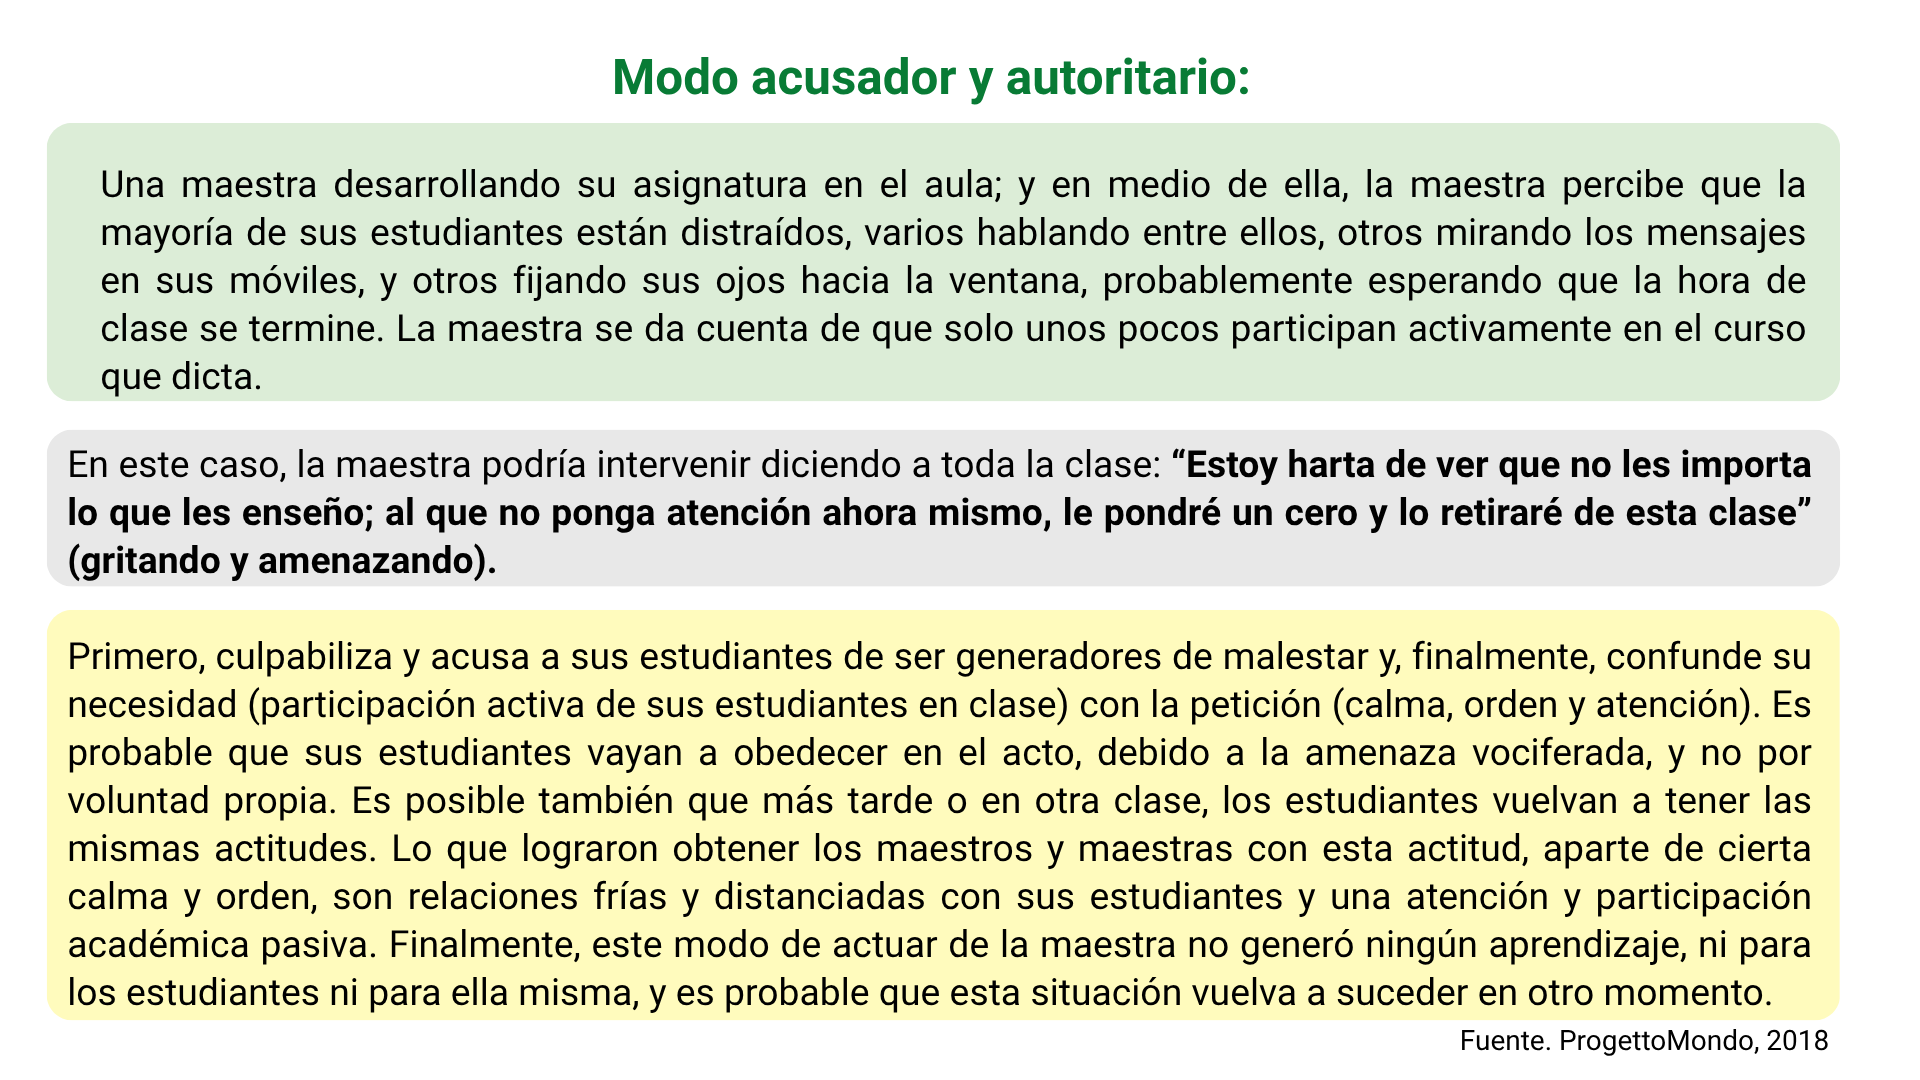 Modo acusador y autoritario:
Una maestra desarrollando su asignatura en el aula; y en medio de ella, la maestra percibe que la
mayoría de sus estudiantes están distraídos, varios hablando entre ellos, otros mirando los mensajes
en sus móviles, y otros fijando sus ojos hacia la ventana, probablemente esperando que la hora de
clase se termine. La maestra se da cuenta de que solo unos pocos participan activamente en el curso
que dicta.
En este caso, la maestra podría intervenir diciendo a toda la clase: “Estoy harta de ver que no les importa
lo que les enseño; al que no ponga atención ahora mismo, le pondré un cero y lo retiraré de esta clase”
(gritando y amenazando).
Primero, culpabiliza y acusa a sus estudiantes de ser generadores de malestar y, finalmente, confunde su
necesidad (participación activa de sus estudiantes en clase) con la petición (calma, orden y atención). Es
probable que sus estudiantes vayan a obedecer en el acto, debido a la amenaza vociferada, y no por
voluntad propia. Es posible también que más tarde o en otra clase, los estudiantes vuelvan a tener las
mismas actitudes. Lo que lograron obtener los maestros y maestras con esta actitud, aparte de cierta
calma y orden, son relaciones frías y distanciadas con sus estudiantes y una atención y participación
académica pasiva. Finalmente, este modo de actuar de la maestra no generó ningún aprendizaje, ni para
los estudiantes ni para ella misma, y es probable que esta situación vuelva a suceder en otro momento.
Fuente. ProgettoMondo, 2018